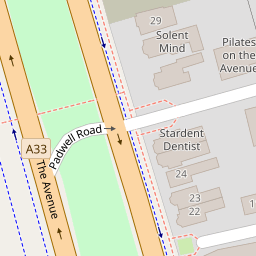 29
Solent
Mind
Pilates
on the
Avenue
Padwell Road
A33
The Avenue
Stardent
Dentist
24
23
22